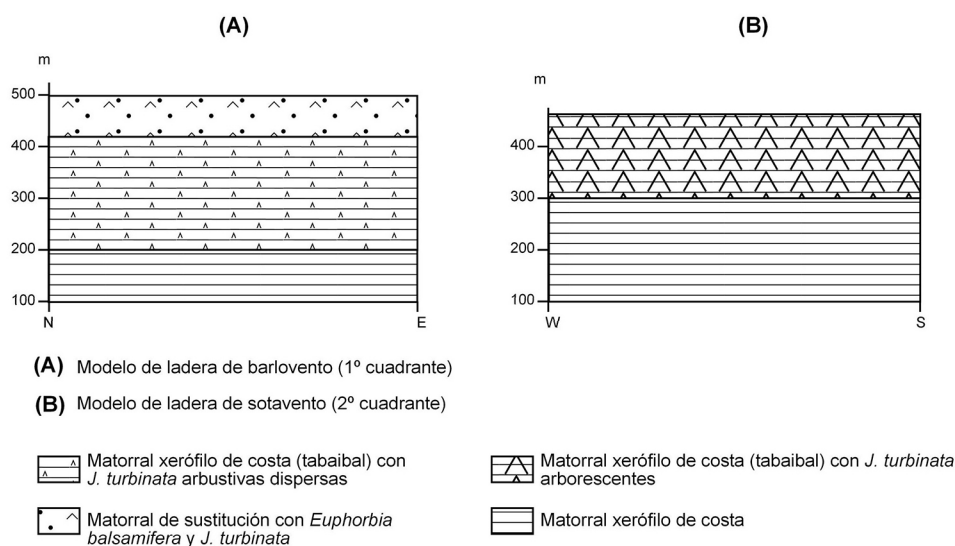 (A)
(B)
m
500
400
300
200
100
N
E
m
400
300
200
100
W
S
(A) Modelo de ladera de barlovento (1º cuadrante)
(B) Modelo de ladera de sotavento (2º cuadrante)
Matorral xerófilo de costa (tabaibal) con
J. turbinata arbustivas dispersas
Matorral de sustitución con Euphorbia
balsamifera y J. turbinata
Matorral xerófilo de costa (tabaibal) con J. turbinata
arborescentes
Matorral xerófilo de costa